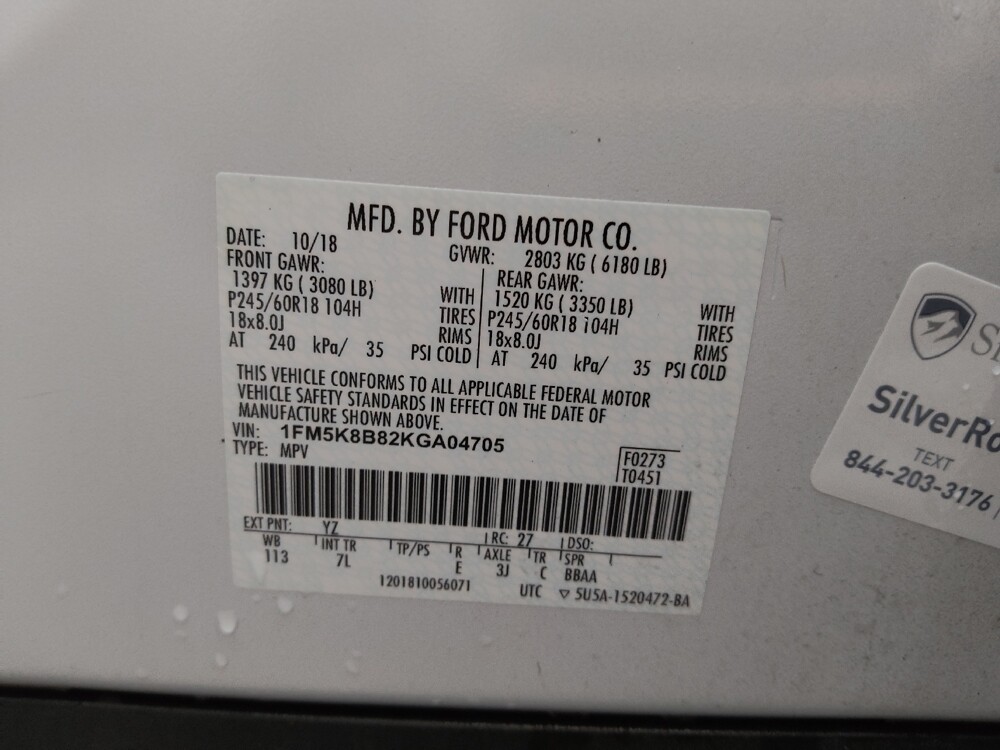 MFD. BY FORD MOTOR CO.
DATE: 10/18 GVWR: 2803 KG ( 6180 LB)
FRONT GAWR: REAR GAWR:
1397 KG ( 3080 LB) WITH 1520 KG ( 3350 LB) WITH
P245/60R18 104H TIRES P245/60R18 104H TIRES
18x8.0J RIMS 18x8.0J RIMS
AT 240 kPa/ 35 PSI COLD AT 240 kPa/ 35 PSI COLD
THIS VEHICLE CONFORMS TO ALL APPLICABLE FEDERAL MOTOR
VEHICLE SAFETY STANDARDS IN EFFECT ON THE DATE OF
MANUFACTURE SHOWN ABOVE.
VIN: 1FM5K8B82KGA04705
TYPE: MPV
F0273
T0451
EXT PNT: YZ RC: 27 DSO:
WB INT TR TP/PS R AXLE TR SPR
113 7L E 3J C BBAA
1201810056071 UTC ▽ 5U5A-1520472-BA
SilverRo
TEXT
844-203-3176